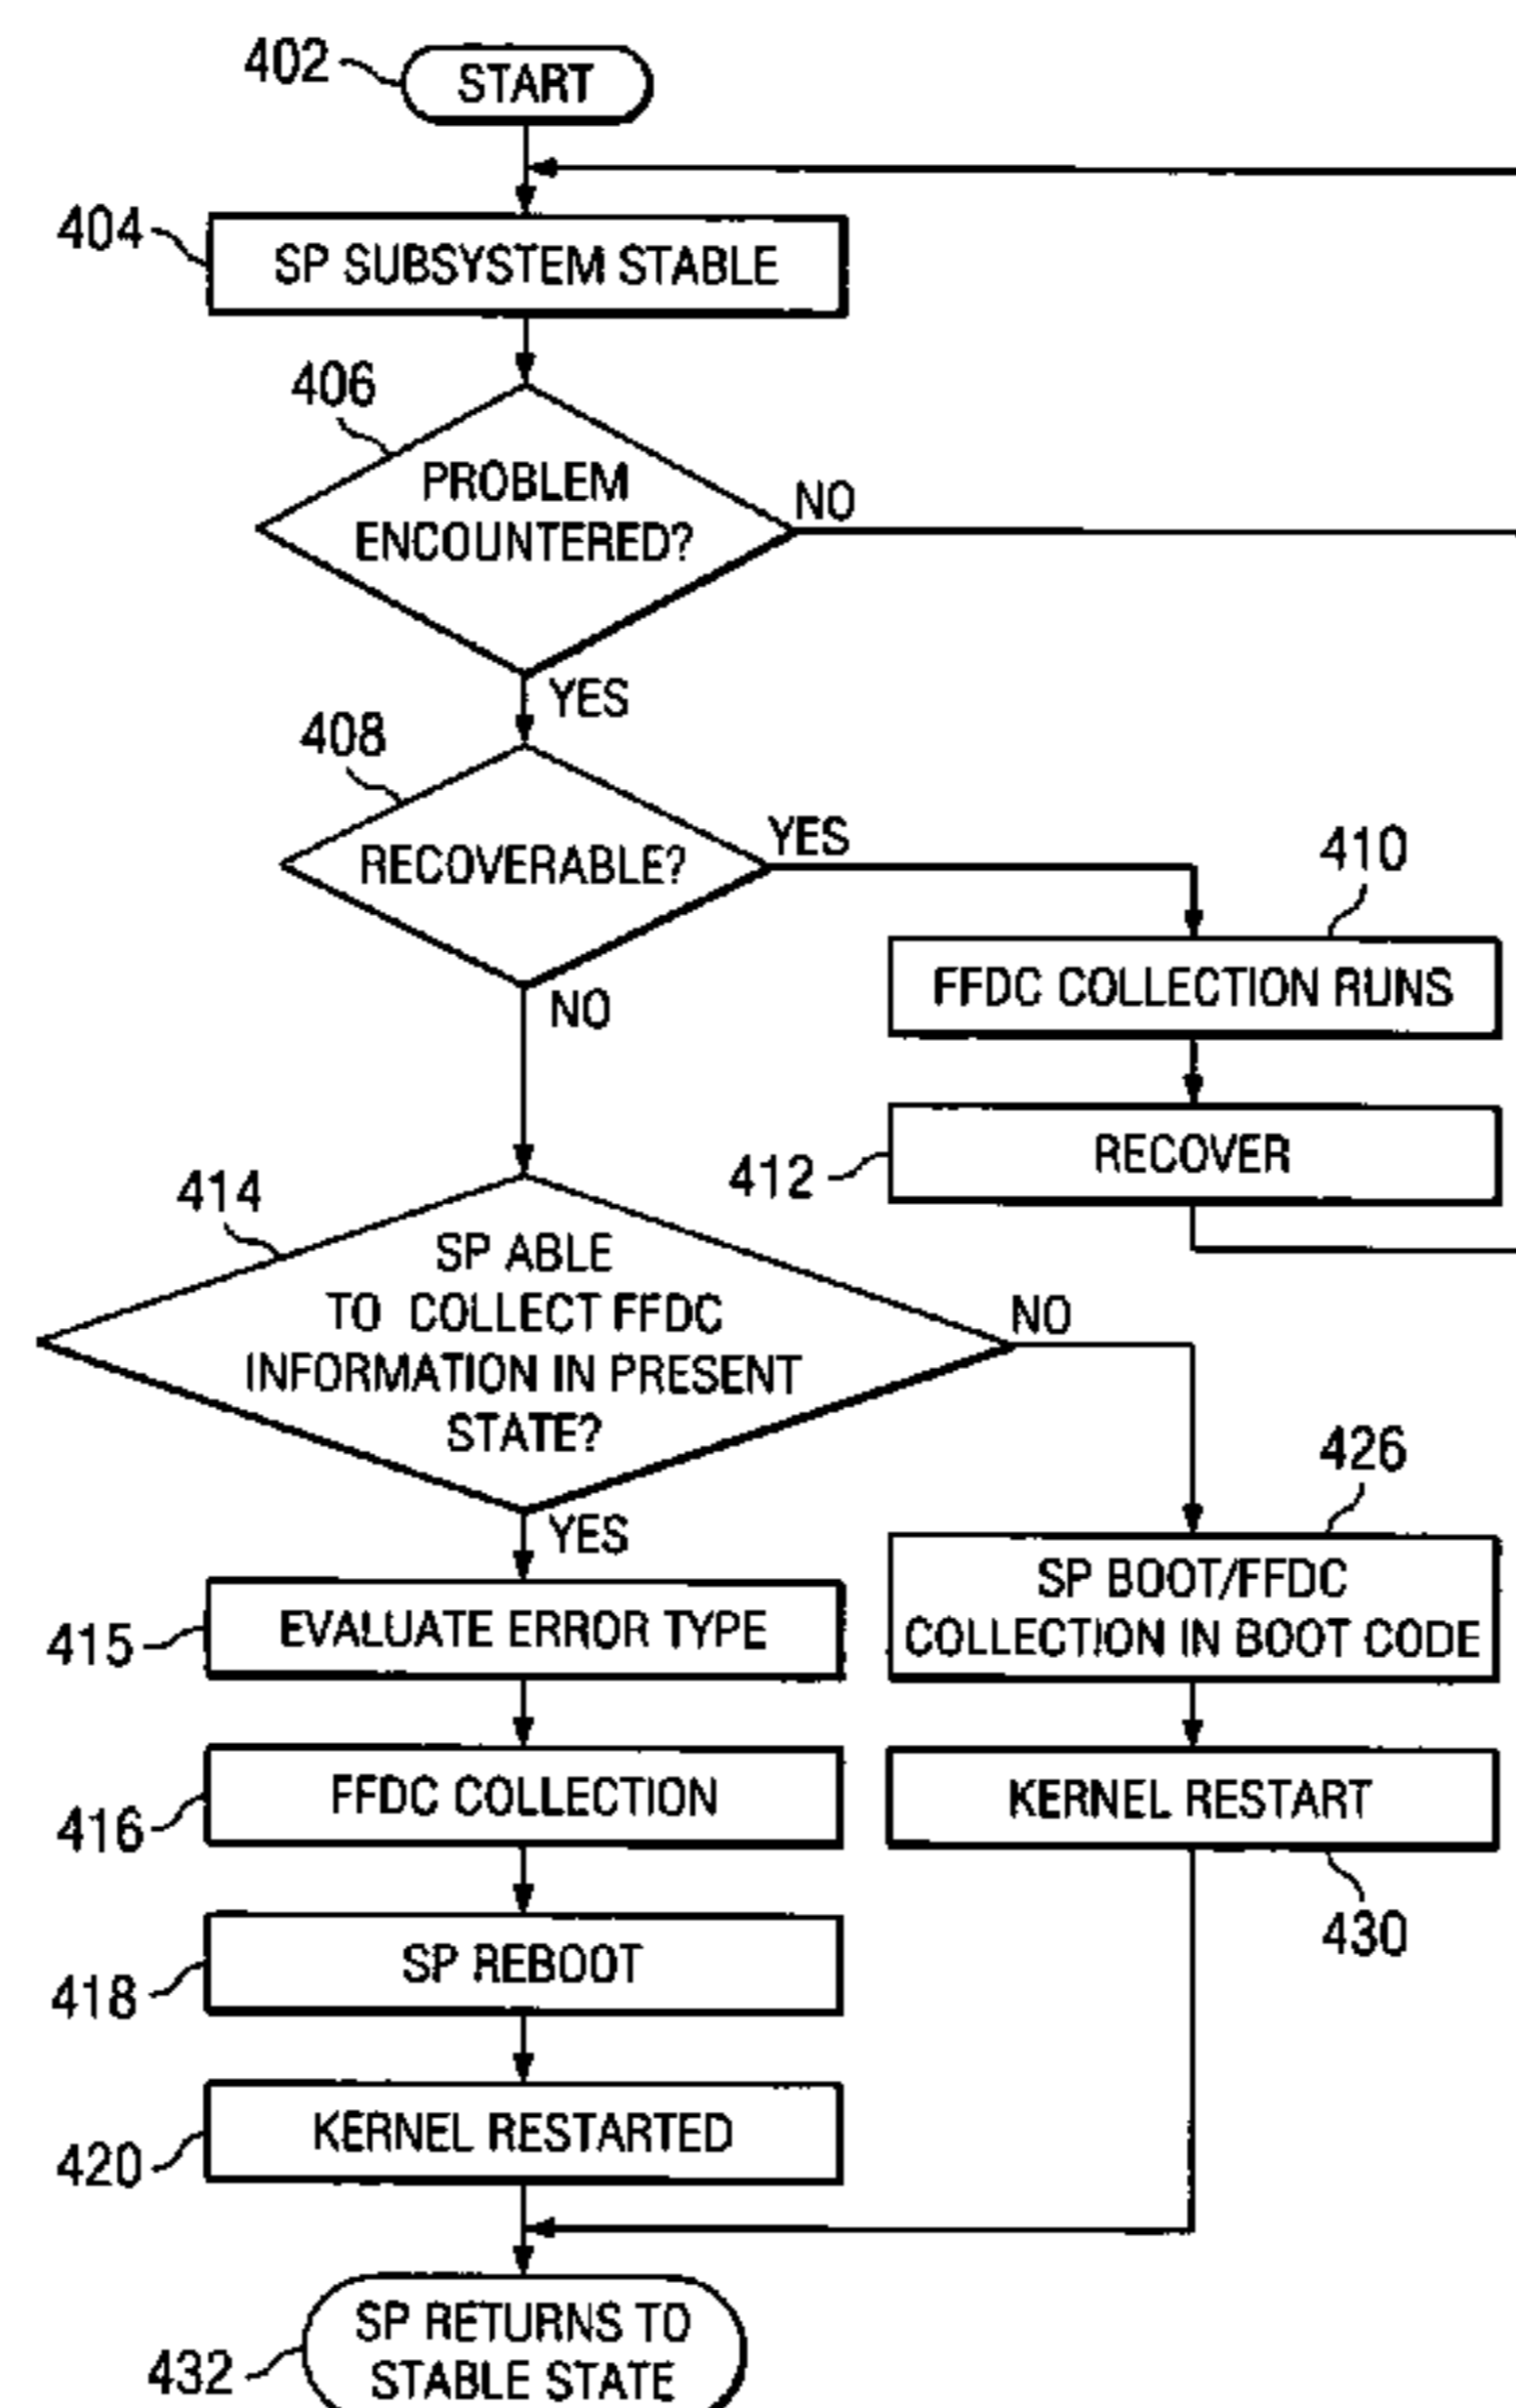 402
START
404
SP SUBSYSTEM STABLE
406
PROBLEM
ENCOUNTERED?
NO
YES
408
RECOVERABLE?
YES
NO
410
FFDC COLLECTION RUNS
412
RECOVER
414
SP ABLE
TO COLLECT FFDC
INFORMATION IN PRESENT
STATE?
NO
YES
426
SP BOOT/FFDC
COLLECTION IN BOOT CODE
415
EVALUATE ERROR TYPE
416
FFDC COLLECTION
KERNEL RESTART
430
418
SP REBOOT
420
KERNEL RESTARTED
432
SP RETURNS TO
STABLE STATE